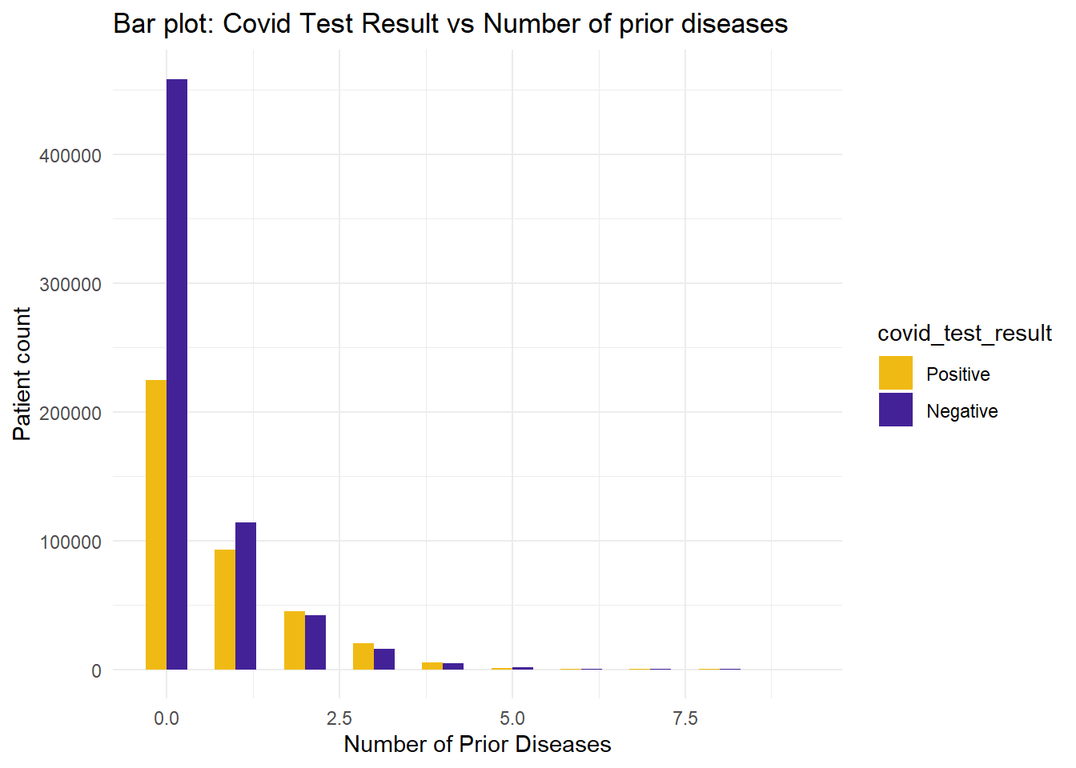 Bar plot: Covid Test Result vs Number of prior diseases
Patient count
400000
300000
200000
100000
0
0.0 2.5 5.0 7.5
Number of Prior Diseases
covid_test_result
Positive
Negative